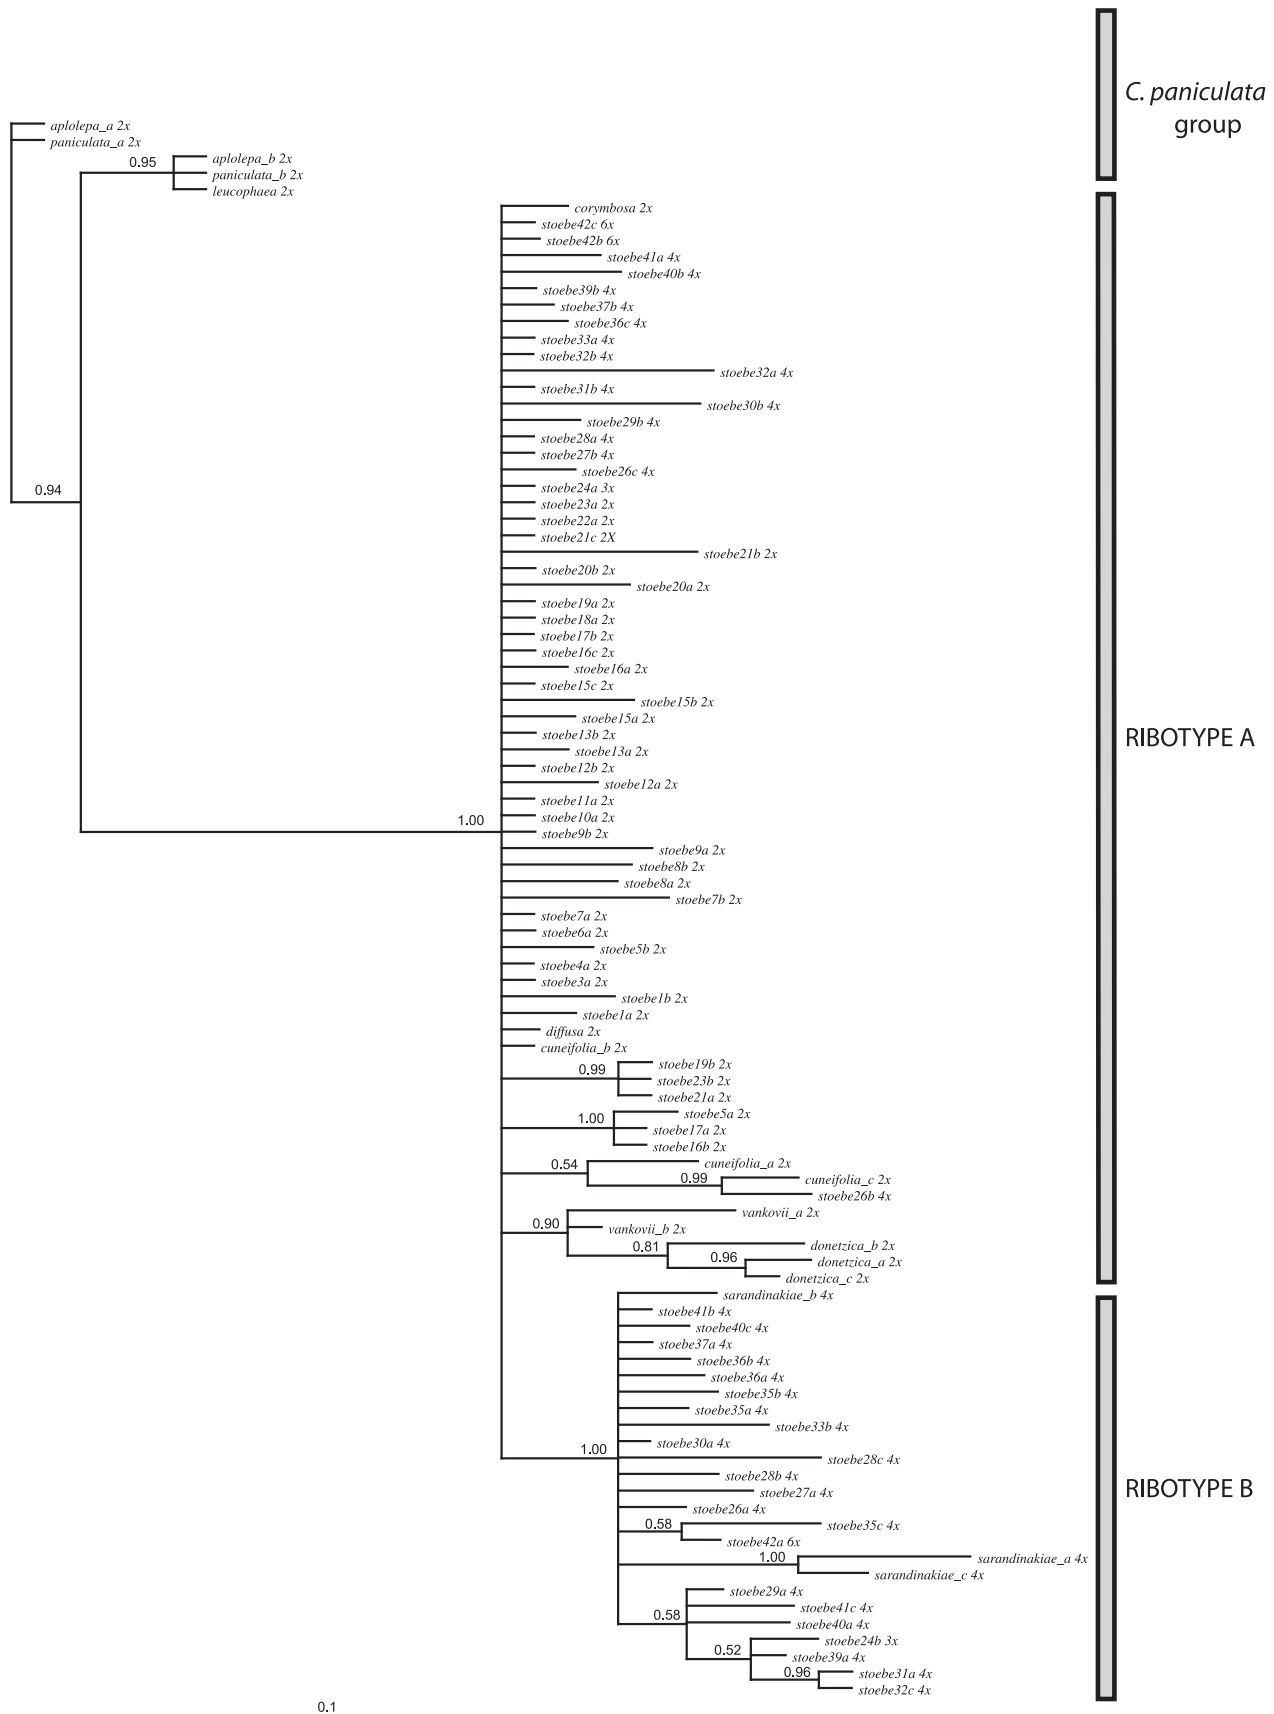 C. paniculata
group
aplolepa_a 2x
paniculata_a 2x
0.95
aplolepa_b 2x
paniculata_b 2x
leucophaea 2x
corymbosa 2x
stoebe42c 6x
stoebe42b 6x
stoebe41a 4x
stoebe40b 4x
stoebe39b 4x
stoebe37b 4x
stoebe36c 4x
stoebe33a 4x
stoebe32b 4x
stoebe32a 4x
stoebe31b 4x
stoebe30b 4x
stoebe29b 4x
stoebe28a 4x
stoebe27b 4x
stoebe26c 4x
0.94
stoebe24a 3x
stoebe23a 2x
stoebe22a 2x
stoebe21c 2X
stoebe21b 2x
stoebe20b 2x
stoebe20a 2x
stoebe19a 2x
stoebe18a 2x
stoebe17b 2x
stoebe16c 2x
stoebe16a 2x
stoebe15c 2x
stoebe15b 2x
stoebe15a 2x
stoebe13b 2x
RIBOTYPE A
stoebe13a 2x
stoebe12b 2x
stoebe12a 2x
stoebe11a 2x
stoebe10a 2x
1.00
stoebe9b 2x
stoebe9a 2x
stoebe8b 2x
stoebe8a 2x
stoebe7b 2x
stoebe7a 2x
stoebe6a 2x
stoebe5b 2x
stoebe4a 2x
stoebe3a 2x
stoebe1b 2x
stoebe1a 2x
diffusa 2x
cuneifolia_b 2x
0.99
stoebe19b 2x
stoebe23b 2x
stoebe21a 2x
1.00
stoebe5a 2x
stoebe17a 2x
stoebe16b 2x
0.54
cuneifolia_a 2x
0.99
cuneifolia_c 2x
stoebe26b 4x
0.90
vankovii_a 2x
vankovii_b 2x
0.81
donetzica_b 2x
0.96
donetzica_a 2x
donetzica_c 2x
sarandinakiae_b 4x
stoebe41b 4x
stoebe40c 4x
stoebe37a 4x
stoebe36b 4x
stoebe36a 4x
stoebe35b 4x
stoebe35a 4x
stoebe33b 4x
1.00
stoebe30a 4x
stoebe28c 4x
stoebe28b 4x
stoebe27a 4x
RIBOTYPE B
stoebe26a 4x
0.58
stoebe35c 4x
stoebe42a 6x
1.00
sarandinakiae_a 4x
sarandinakiae_c 4x
0.58
stoebe29a 4x
stoebe41c 4x
stoebe40a 4x
0.52
stoebe24b 3x
stoebe39a 4x
0.96
stoebe31a 4x
stoebe32c 4x
0.1